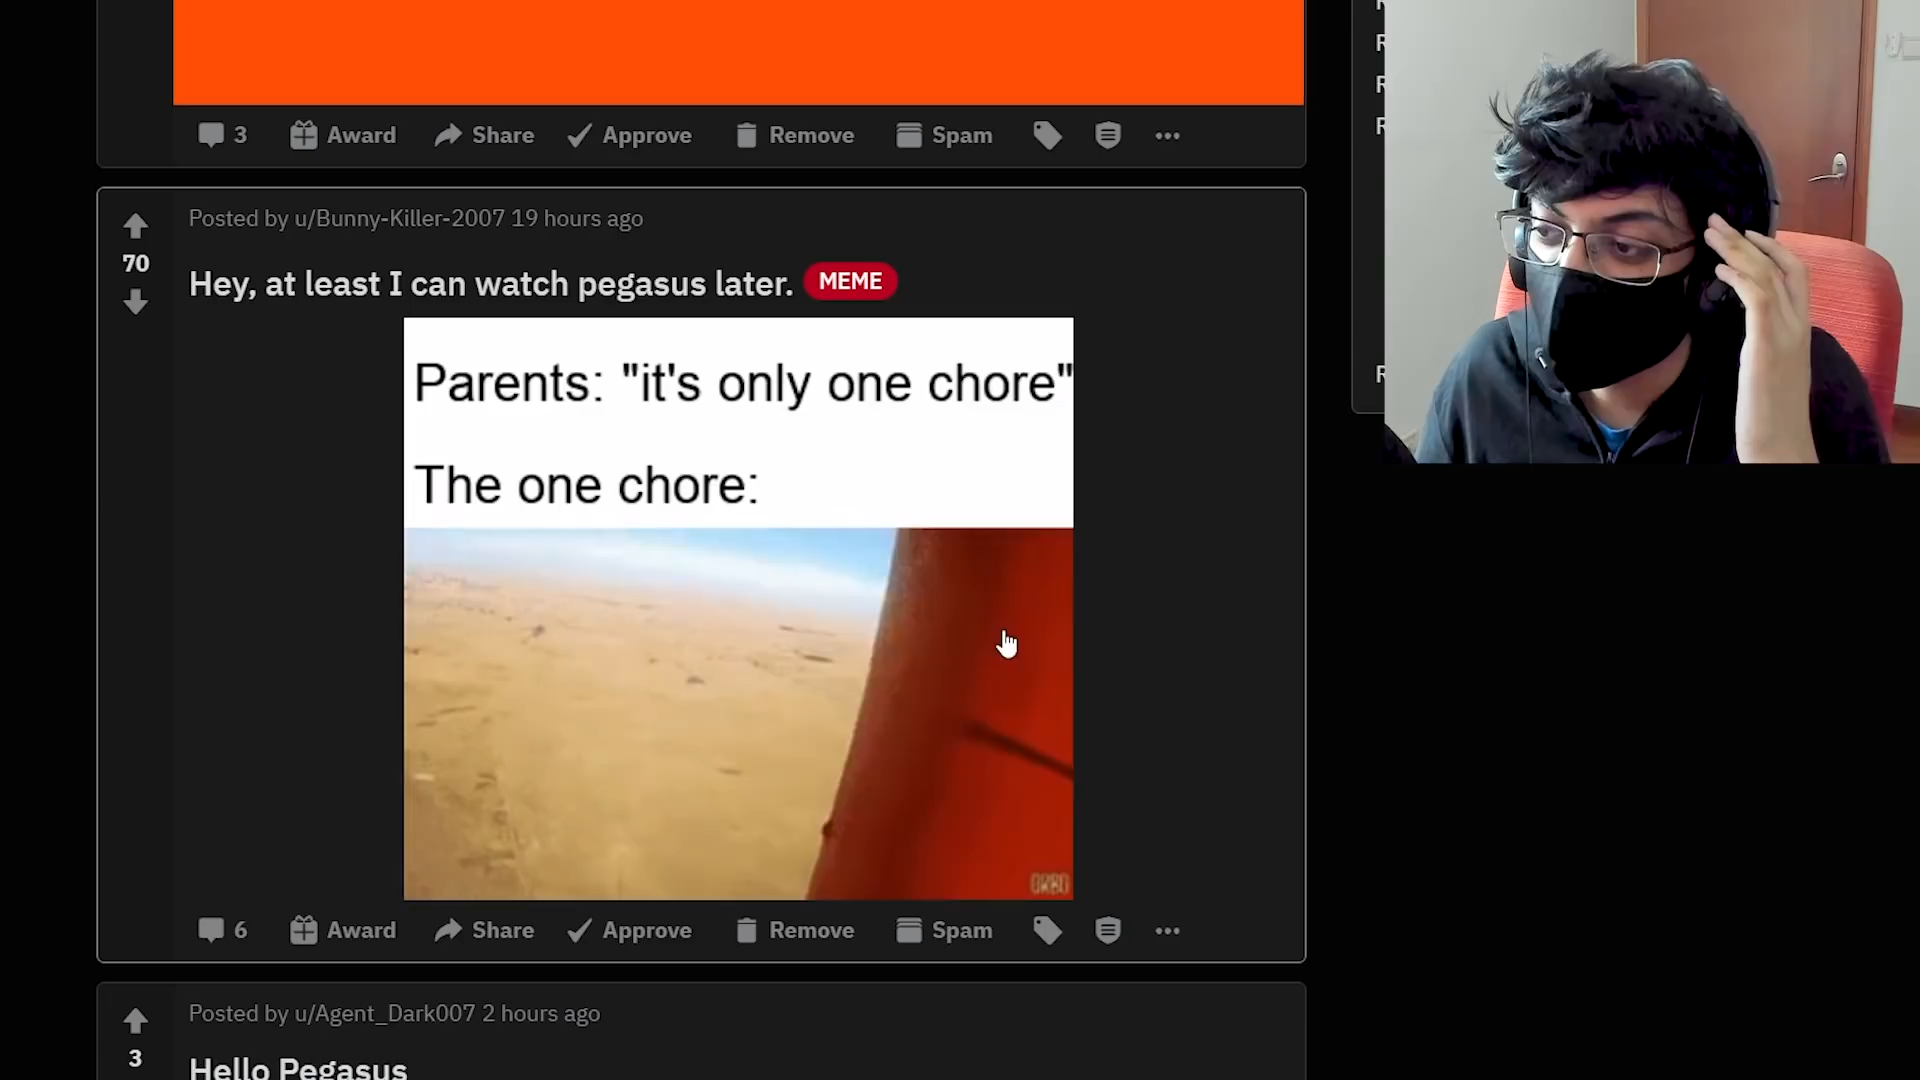 3 Award Share Approve Remove Spam
Posted by u/Bunny-Killer-2007 19 hours ago
70
Hey, at least I can watch pegasus later. MEME
Parents: "it's only one chore"
The one chore:
6 Award Share Approve Remove Spam
Posted by u/Agent_Dark007 2 hours ago
3
Hello Pegasus